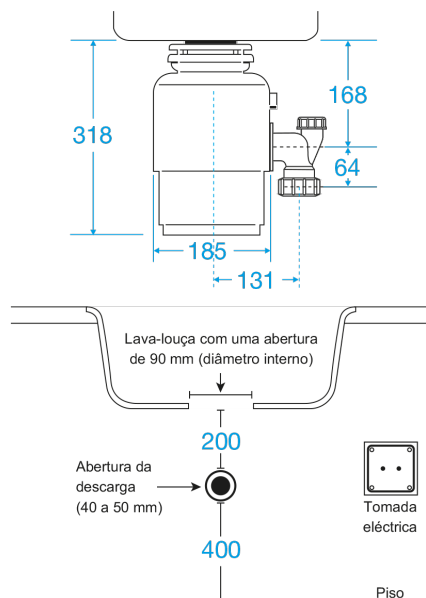 318
168
64
185
131
Lava-louça com uma abertura
de 90 mm (diâmetro interno)
200
Abertura da
descarga
(40 a 50 mm)
Tomada
eléctrica
400
Piso